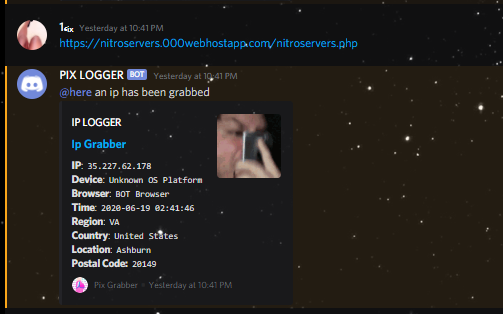 1six Yesterday at 10:41 PM
https://nitroservers.000webhostapp.com/nitroservers.php
PIX LOGGER BOT Yesterday at 10:41 PM
@here an ip has been grabbed
IP LOGGER
Ip Grabber
IP: 35.227.62.178
Device: Unknown OS Platform
Browser: BOT Browser
Time: 2020-06-19 02:41:46
Region: VA
Country: United States
Location: Ashburn
Postal Code: 20149
Pix Grabber • Yesterday at 10:41 PM